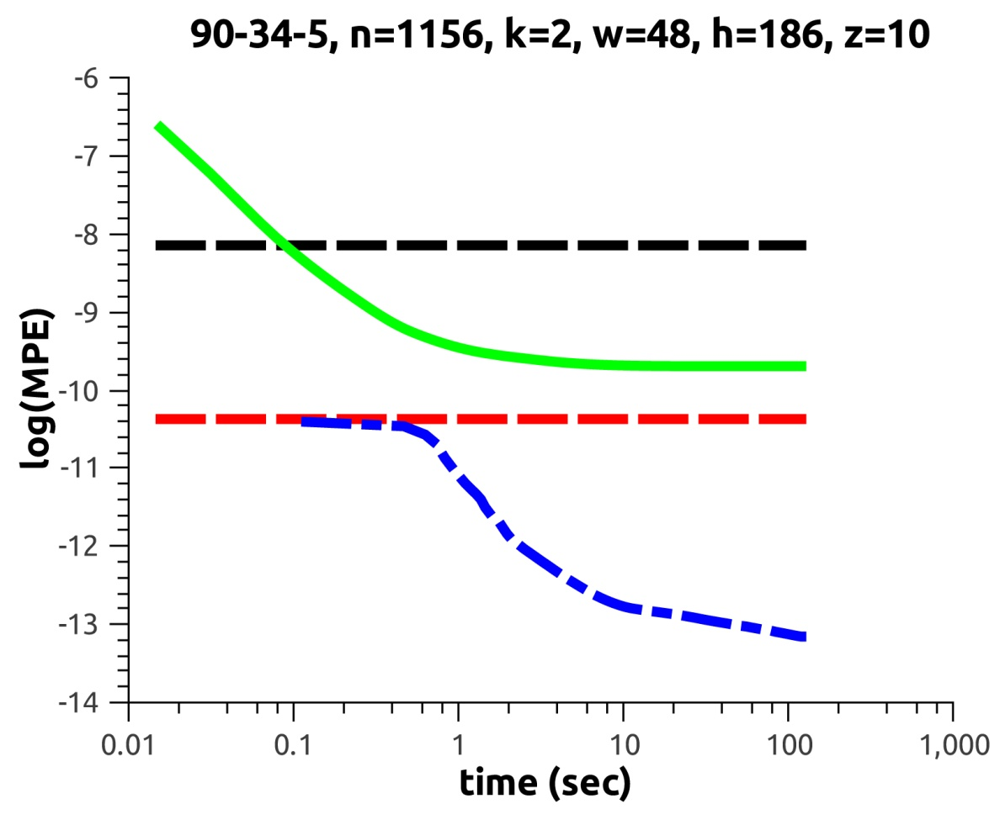 90-34-5, n=1156, k=2, w=48, h=186, z=10
-6
-7
-8
-9
-10
-11
-12
-13
-14
log(MPE)
0.01 0.1 1 10 100 1,000
time (sec)